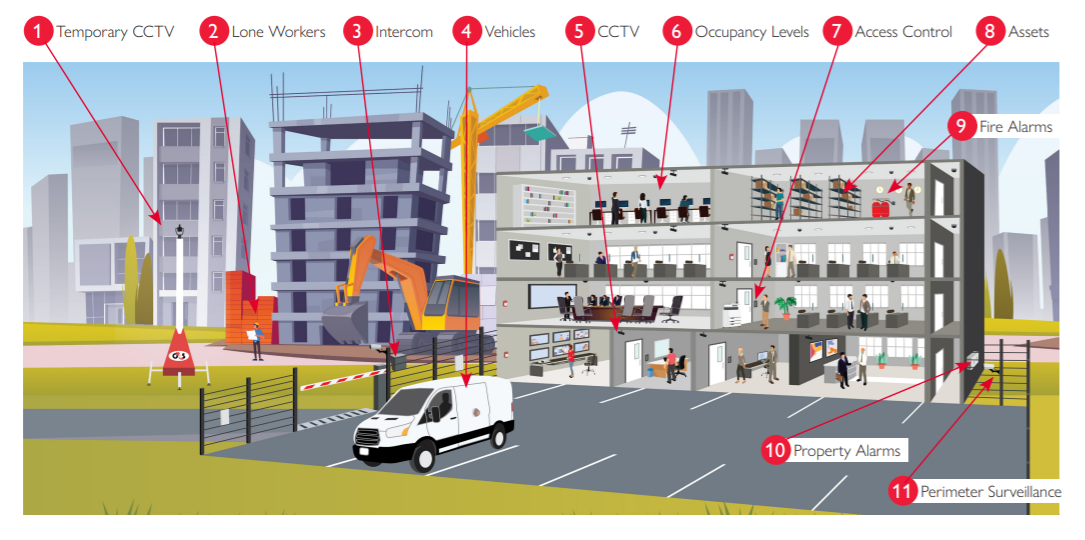 1 Temporary CCTV
2 Lone Workers
3 Intercom
4 Vehicles
5 CCTV
6 Occupancy Levels
7 Access Control
8 Assets
9 Fire Alarms
G4S
10 Property Alarms
11 Perimeter Surveillance